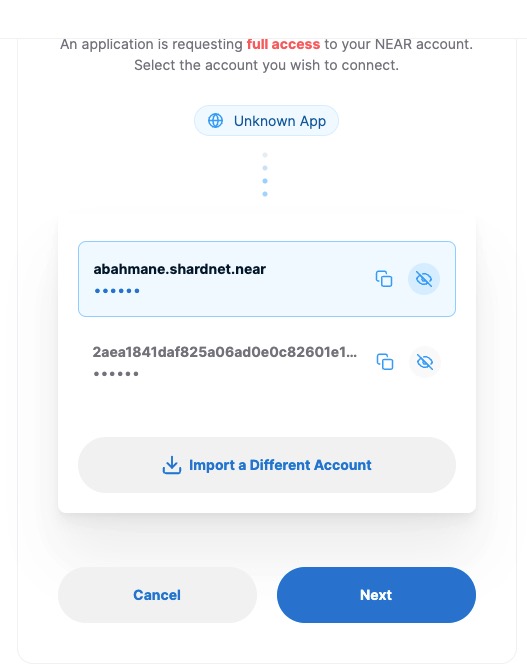 An application is requesting full access to your NEAR account.
Select the account you wish to connect.
Unknown App
abahmane.shardnet.near
••••••
2aea1841daf825a06ad0e0c82601e1...
••••••
Import a Different Account
Cancel
Next